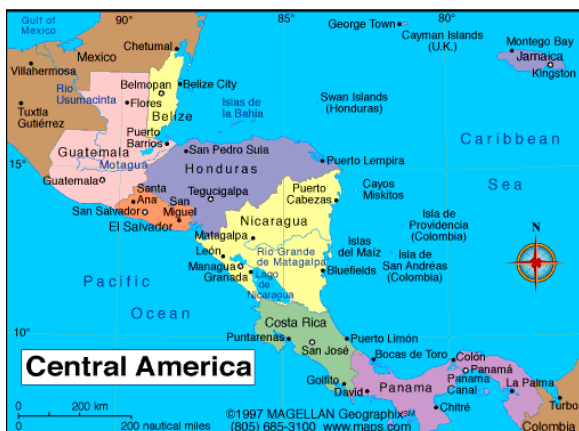 90°
85°
80°
Gulf of
Mexico
Mexico
Chetumal
George Town
Cayman Islands
(U.K.)
Montego Bay
Jamaica
Kingston
Villahermosa
Rio
Usumacinta
Belmopan
Belize City
Flores
Belize
Islas de
la Bahía
Swan Islands
(Honduras)
Tuxtla
Gutiérrez
Puerto
Barrios
Caribbean
Sea
Guatemala
San Pedro Sula
15°
Motagua
Honduras
Puerto Lempira
Guatemala
Santa
Ana
San
Miguel
Tegucigalpa
Puerto
Cabezas
Cayos
Miskitos
San Salvador
El Salvador
Nicaragua
Isla de
Providencia
(Colombia)
N
Matagalpa
León
Rio Grande
de Matagalpa
Islas
del Maíz
Isla de
San Andréas
(Colombia)
Managua
Granada
Lago
de
Nicaragua
Bluefields
Pacific
Ocean
10°
Costa Rica
Puntarenas
San José
Puerto Limón
Bocas de Toro
Colón
Panamá
Central America
Golfito
David
Panama
Panama
Canal
La Palma
Chitré
Turbo
Colombia
0 200 km
0 200 nautical miles
©1997 MAGELLAN Geographix℠
(805) 685-3100 www.maps.com